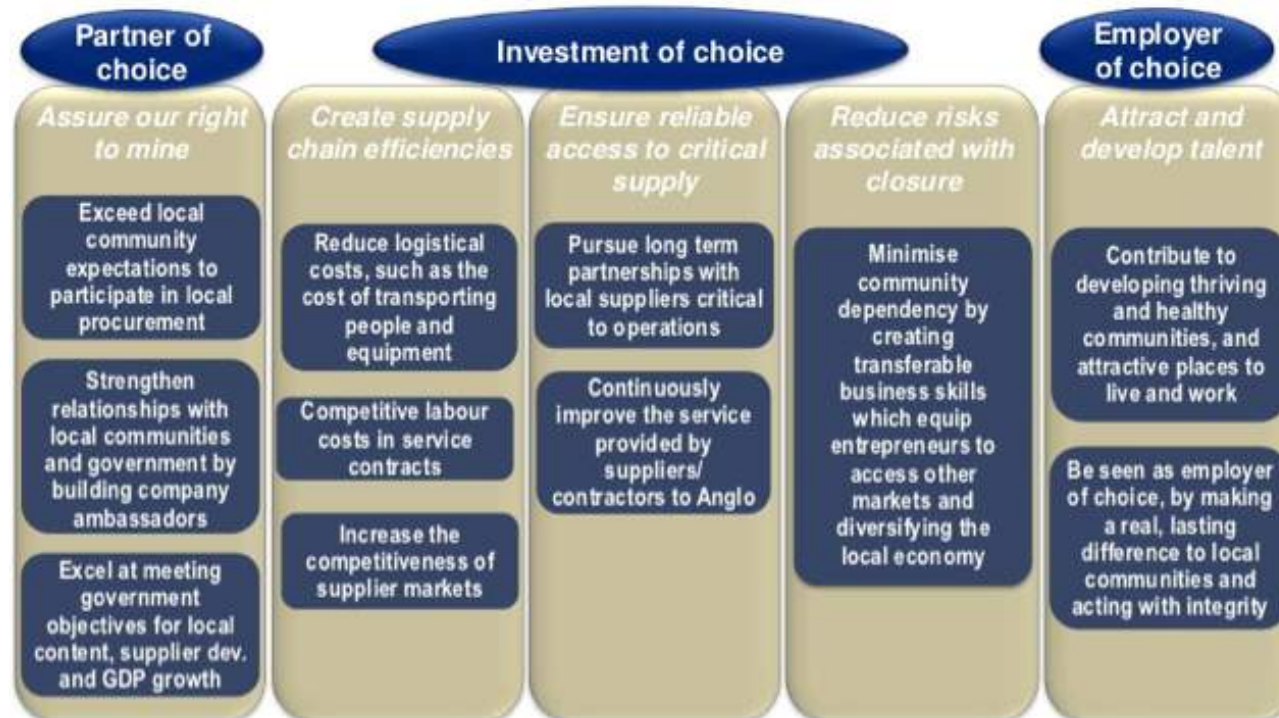 Partner of
choice
Investment of choice
Employer
of choice
Assure our right
to mine
Exceed local
community
expectations to
participate in local
procurement
Strengthen
relationships with
local communities
and government by
building company
ambassadors
Excel at meeting
government
objectives for local
content, supplier dev.
and GDP growth
Create supply
chain efficiencies
Reduce logistical
costs, such as the
cost of transporting
people and
equipment
Competitive labour
costs in service
contracts
Increase the
competitiveness of
supplier markets
Ensure reliable
access to critical
supply
Pursue long term
partnerships with
local suppliers critical
to operations
Continuously
improve the service
provided by
suppliers/
contractors to Anglo
Reduce risks
associated with
closure
Minimise
community
dependency by
creating
transferable
business skills
which equip
entrepreneurs to
access other
markets and
diversifying the
local economy
Attract and
develop talent
Contribute to
developing thriving
and healthy
communities, and
attractive places to
live and work
Be seen as employer
of choice, by making
a real, lasting
difference to local
communities and
acting with integrity